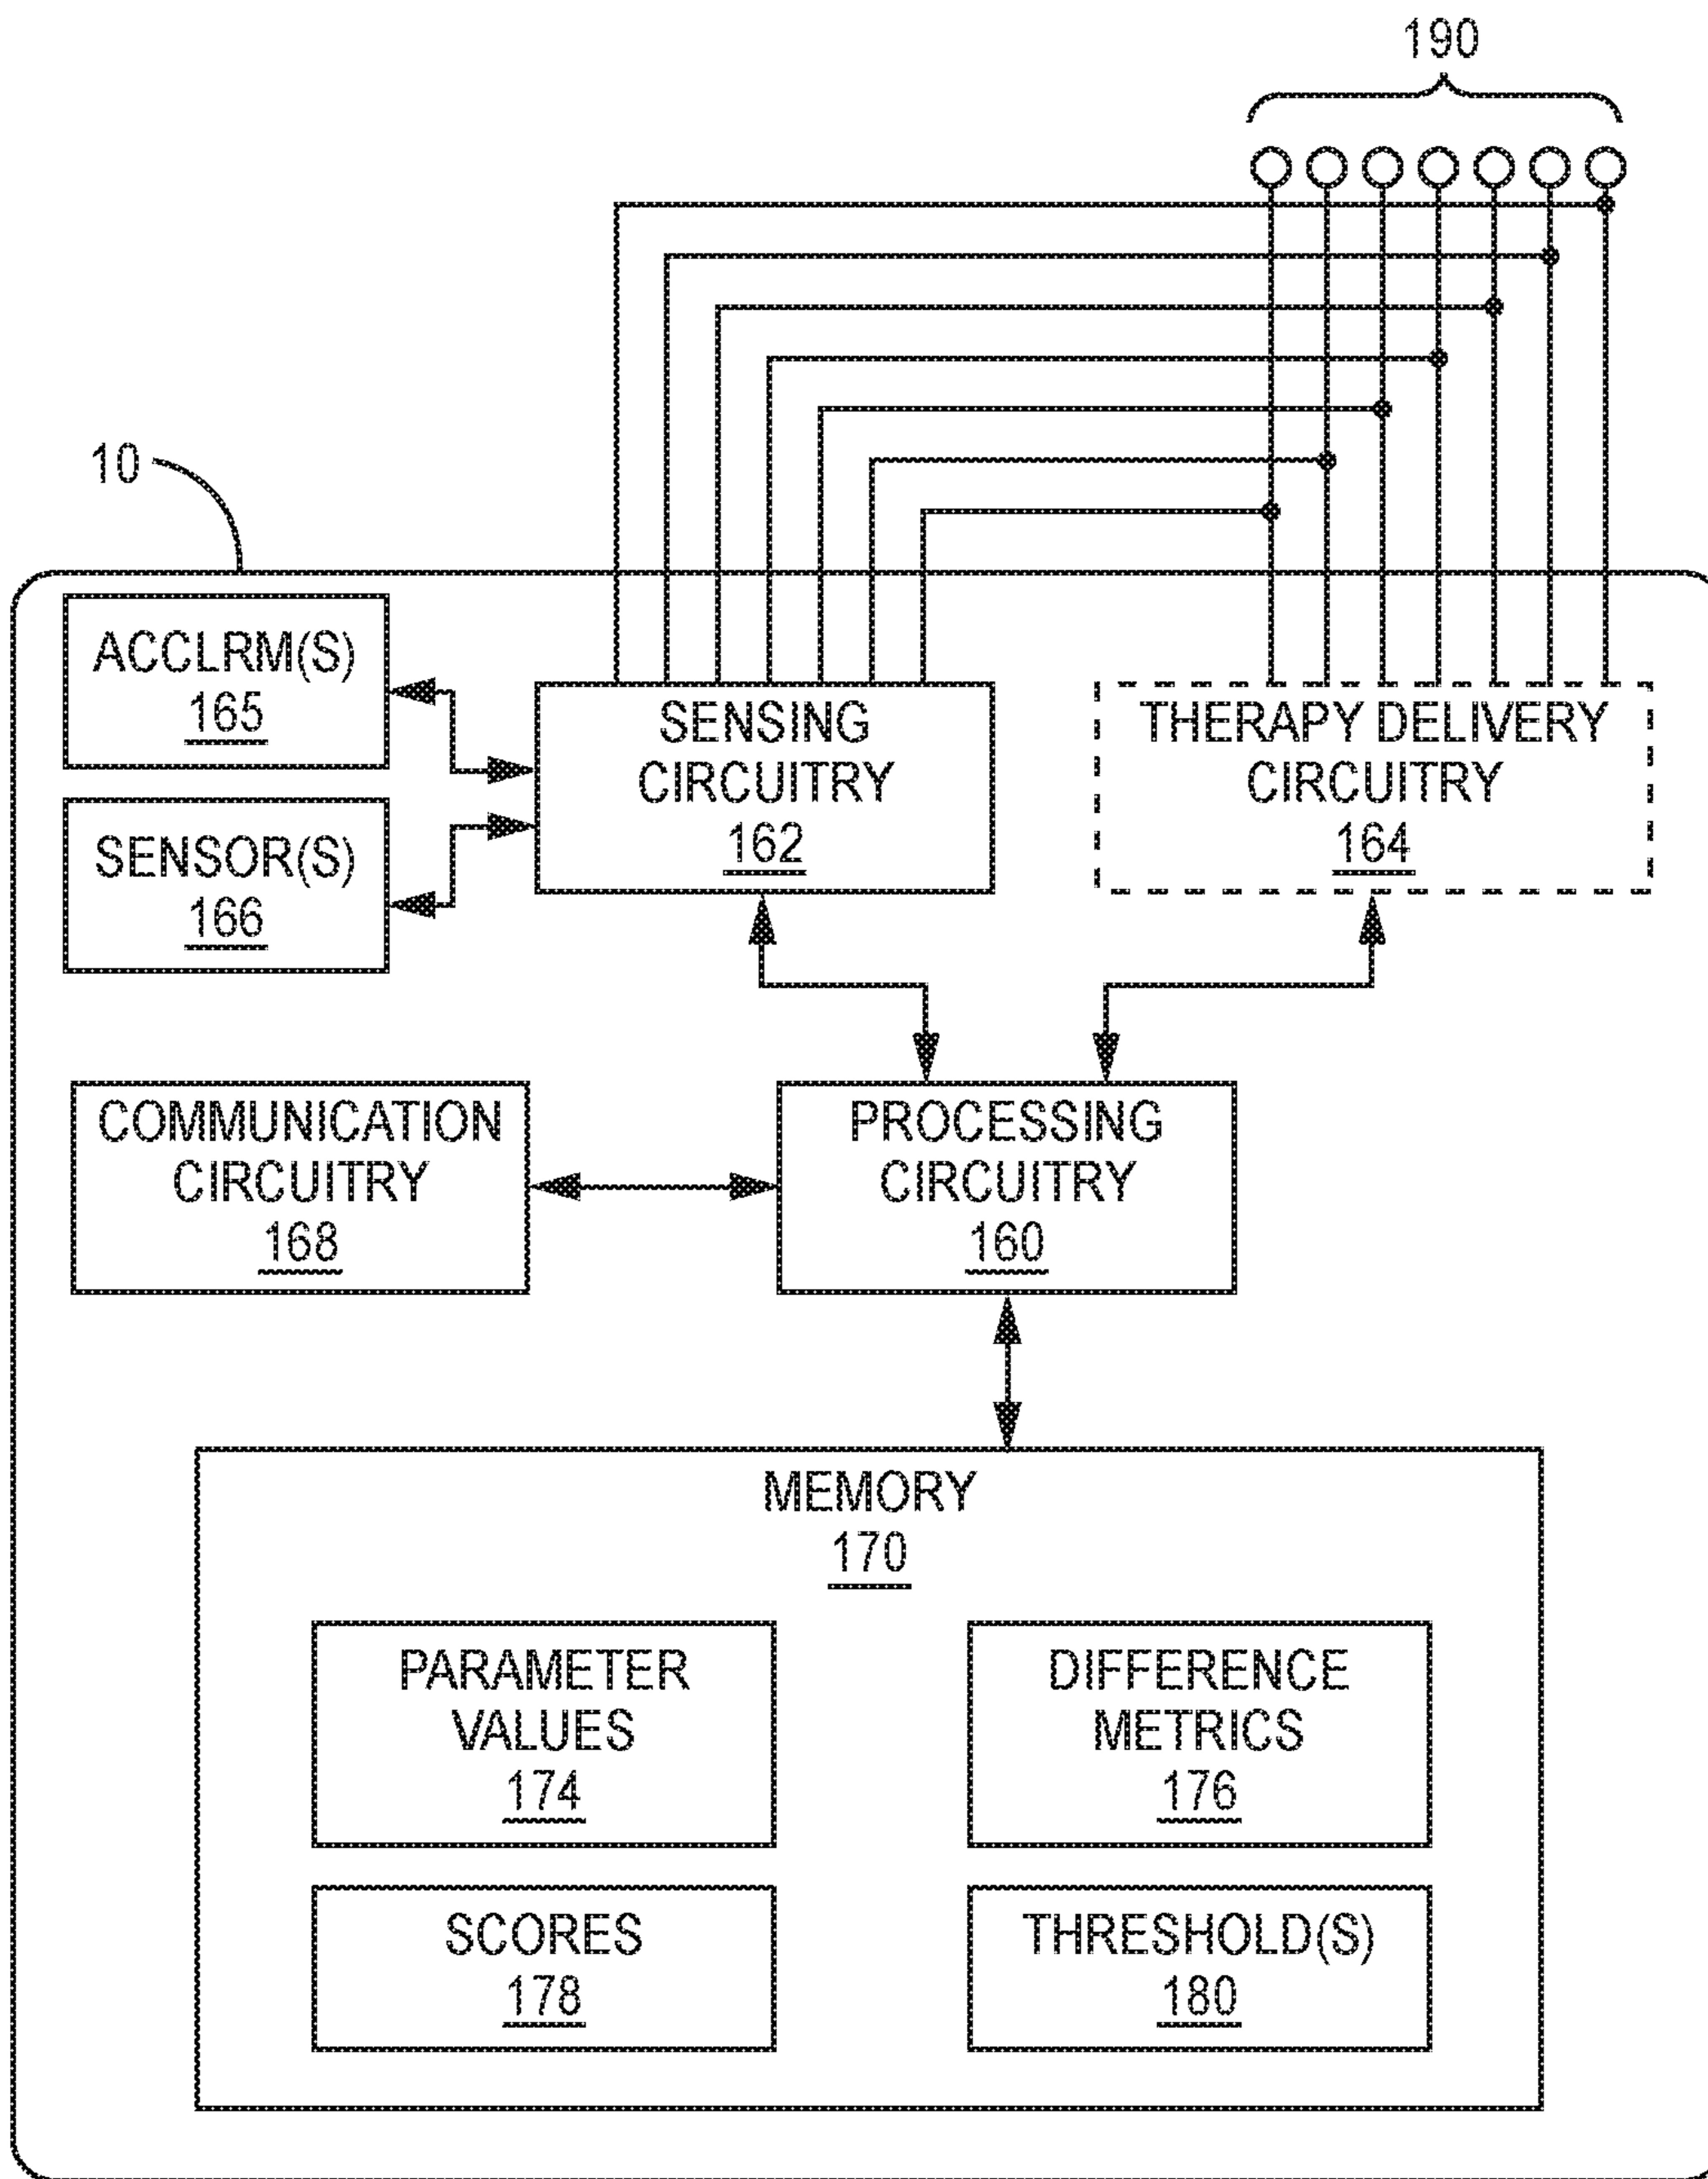 190
10
ACCLRM(S)
165
SENSOR(S)
166
SENSING
CIRCUITRY
162
THERAPY DELIVERY
CIRCUITRY
164
COMMUNICATION
CIRCUITRY
168
PROCESSING
CIRCUITRY
160
MEMORY
170
PARAMETER
VALUES
174
DIFFERENCE
METRICS
176
SCORES
178
THRESHOLD(S)
180